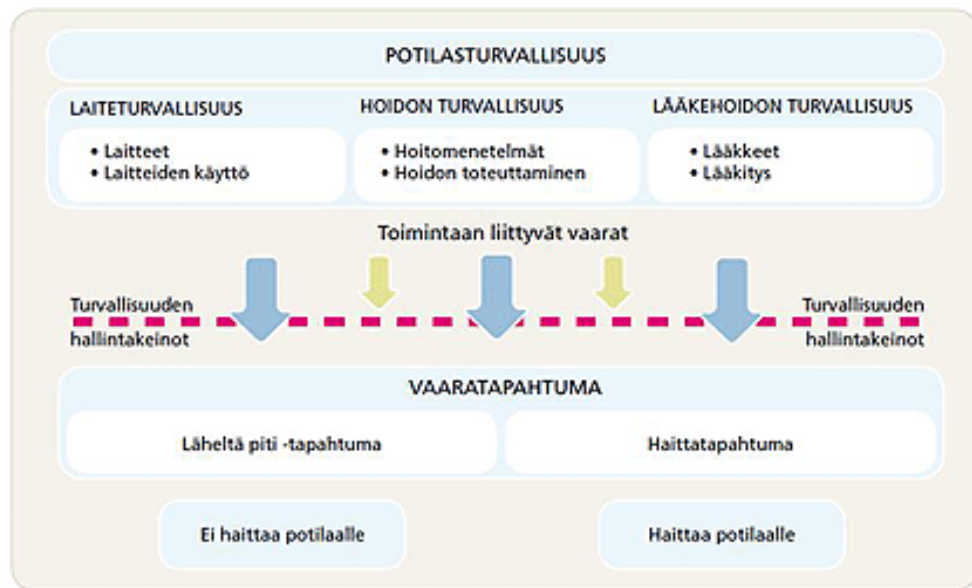 POTILASTURVALLISUUS
LAITETURVALLISUUS
• Laitteet
• Laitteiden käyttö
HOIDON TURVALLISUUS
• Hoitomenetelmät
• Hoidon toteuttaminen
LÄÄKEHOIDON TURVALLISUUS
• Lääkkeet
• Lääkitys
Toimintaan liittyvät vaarat
Turvallisuuden
hallintakeinot
Turvallisuuden
hallintakeinot
VAARATAPAHTUMA
Läheltä piti -tapahtuma
Haittatapahtuma
Ei haittaa potilaalle
Haittaa potilaalle